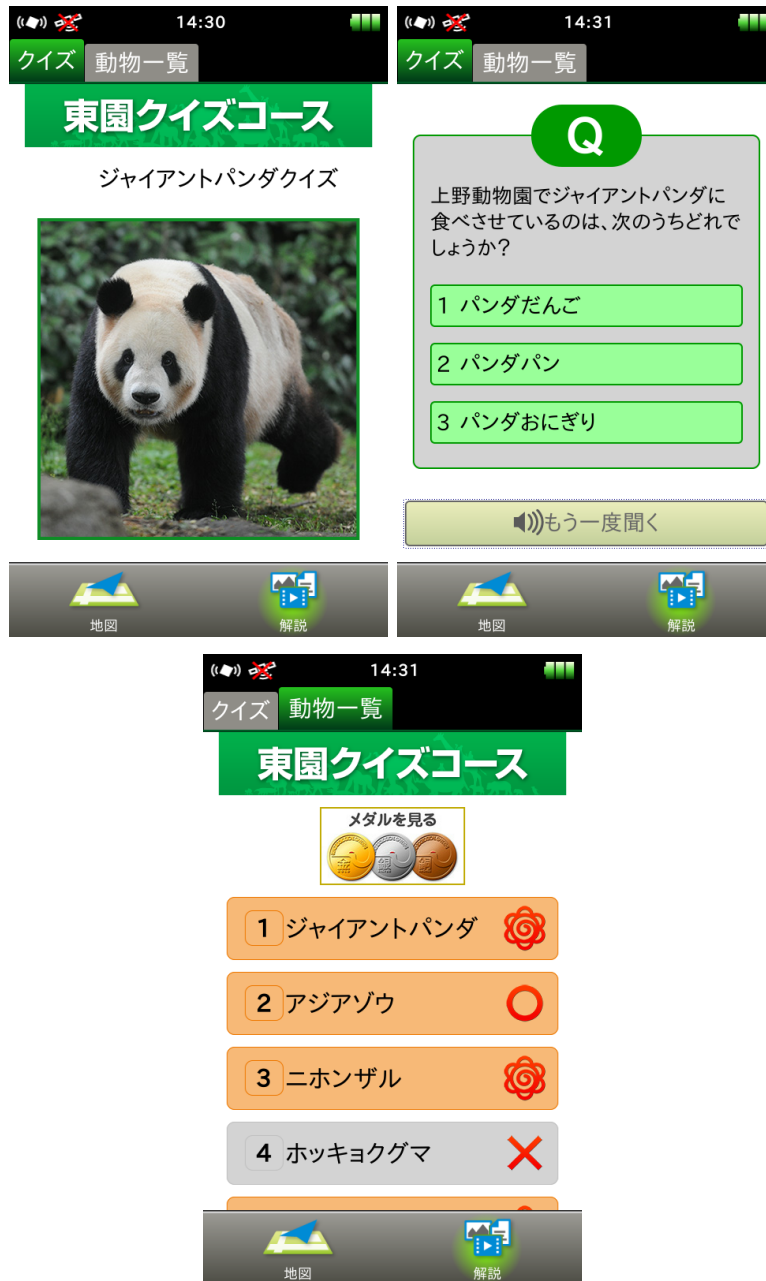 14:30
クイズ 動物一覧
東園クイズコース
ジャイアントパンダクイズ
地図 解説
14:31
クイズ 動物一覧
Q
上野動物園でジャイアントパンダに
食べさせているのは、次のうちどれで
しょうか?
1 パンダだんご
2 パンダパン
3 パンダおにぎり
もう一度聞く
地図 解説
14:31
クイズ 動物一覧
東園クイズコース
メダルを見る
金 銀 銅
1 ジャイアントパンダ
2 アジアゾウ
3 ニホンザル
4 ホッキョクグマ
地図 解説